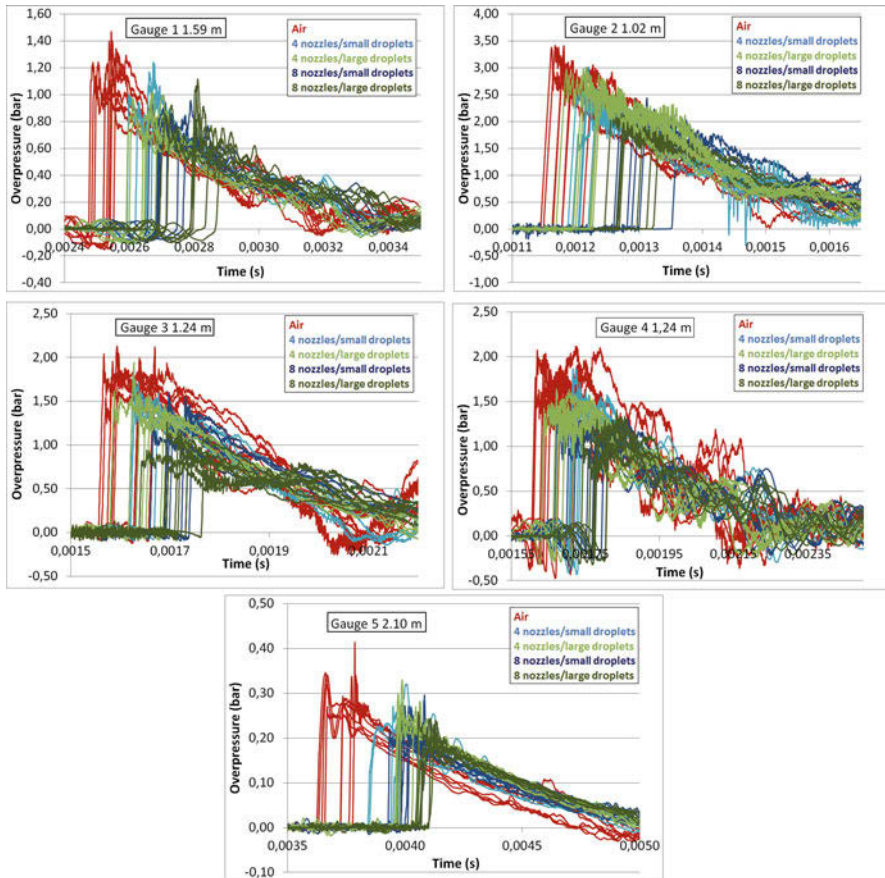 Gauge 1 1.59 m
Air
4 nozzles/small droplets
4 nozzles/large droplets
8 nozzles/small droplets
8 nozzles/large droplets
Overpressure (bar)
1,60
1,40
1,20
1,00
0,80
0,60
0,40
0,20
0,00
-0,20
-0,40
0,0024
0,0026
0,0028
0,0030
0,0032
0,0034
Time (s)
Gauge 2 1.02 m
Air
4 nozzles/small droplets
4 nozzles/large droplets
8 nozzles/small droplets
8 nozzles/large droplets
Overpressure (bar)
4,00
3,50
3,00
2,50
2,00
1,50
1,00
0,50
0,00
-0,50
-1,00
0,0011
0,0012
0,0013
0,0014
0,0015
0,0016
Time (s)
Gauge 3 1.24 m
Air
4 nozzles/small droplets
4 nozzles/large droplets
8 nozzles/small droplets
8 nozzles/large droplets
Overpressure (bar)
2,50
2,00
1,50
1,00
0,50
0,00
-0,50
0,0015
0,0017
0,0019
0,0021
Time (s)
Gauge 4 1,24 m
Air
4 nozzles/small droplets
4 nozzles/large droplets
8 nozzles/small droplets
8 nozzles/large droplets
Overpressure (bar)
2,50
2,00
1,50
1,00
0,50
0,00
-0,50
0,00155
0,00175
0,00195
0,00215
0,00235
Time (s)
Gauge 5 2.10 m
Air
4 nozzles/small droplets
4 nozzles/large droplets
8 nozzles/small droplets
8 nozzles/large droplets
Overpressure (bar)
0,50
0,40
0,30
0,20
0,10
0,00
-0,10
0,0035
0,0040
0,0045
0,0050
Time (s)